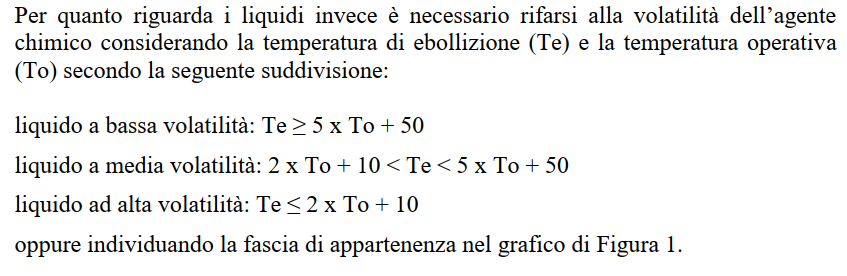 Per quanto riguarda i liquidi invece è necessario rifarsi alla volatilità dell’agente
chimico considerando la temperatura di ebollizione (Te) e la temperatura operativa
(To) secondo la seguente suddivisione:
liquido a bassa volatilità: Te ≥ 5 x To + 50
liquido a media volatilità: 2 x To + 10 < Te < 5 x To + 50
liquido ad alta volatilità: Te ≤ 2 x To + 10
oppure individuando la fascia di appartenenza nel grafico di Figura 1.